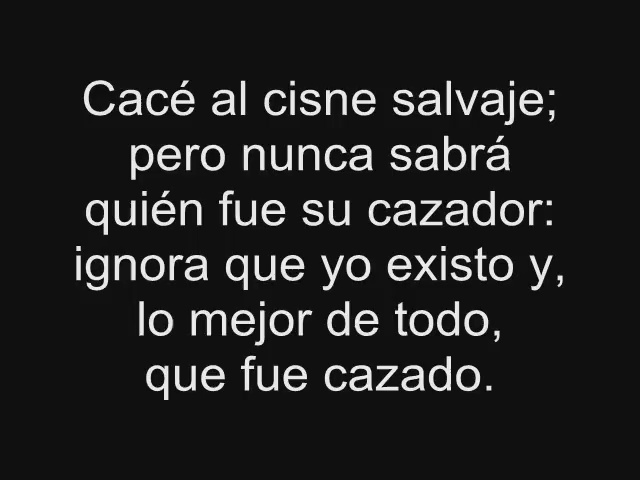 Cacé al cisne salvaje;
pero nunca sabrá
quién fue su cazador:
ignora que yo existo y,
lo mejor de todo,
que fue cazado.